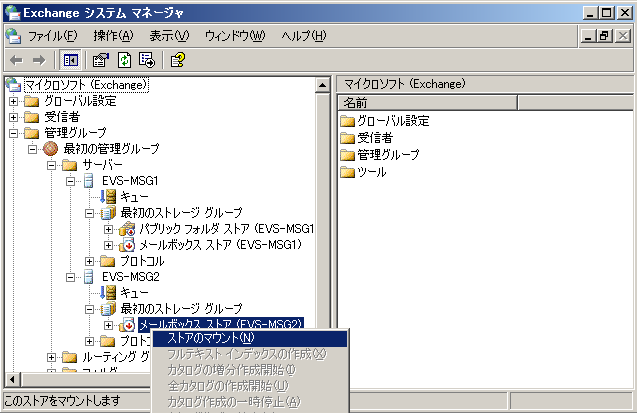 Exchange システム マネージャ
ファイル(F) 操作(A) 表示(V) ウィンドウ(W) ヘルプ(H)
マイクロソフト (Exchange)
グローバル設定
受信者
管理グループ
最初の管理グループ
サーバー
EVS-MSG1
キュー
最初のストレージ グループ
パブリック フォルダ ストア (EVS-MSG1
メールボックス ストア (EVS-MSG1)
プロトコル
EVS-MSG2
キュー
最初のストレージ グループ
メールボックス ストア (EVS-MSG2)
プロトコ
ルーティング グ
ストアのマウント(N)
フルテキスト インデックスの作成(X)
カタログの増分作成開始(I)
全カタログの作成開始(U)
カタログ作成の一時停止(A)
マイクロソフト (Exchange)
名前
グローバル設定
受信者
管理グループ
ツール
このストアをマウントします